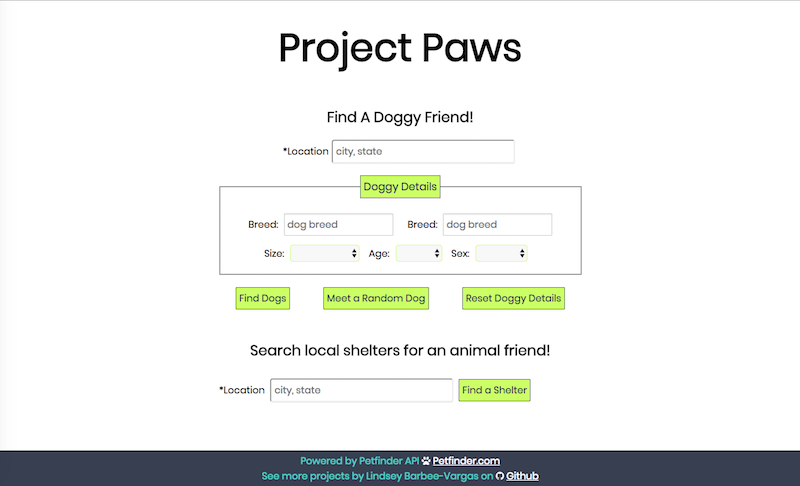 Project Paws
Find A Doggy Friend!
*Location city, state
Doggy Details
Breed: dog breed Breed: dog breed
Size: Age: Sex:
Find Dogs Meet a Random Dog Reset Doggy Details
Search local shelters for an animal friend!
*Location city, state Find a Shelter
Powered by Petfinder API Petfinder.com
See more projects by Lindsey Barbee-Vargas on Github